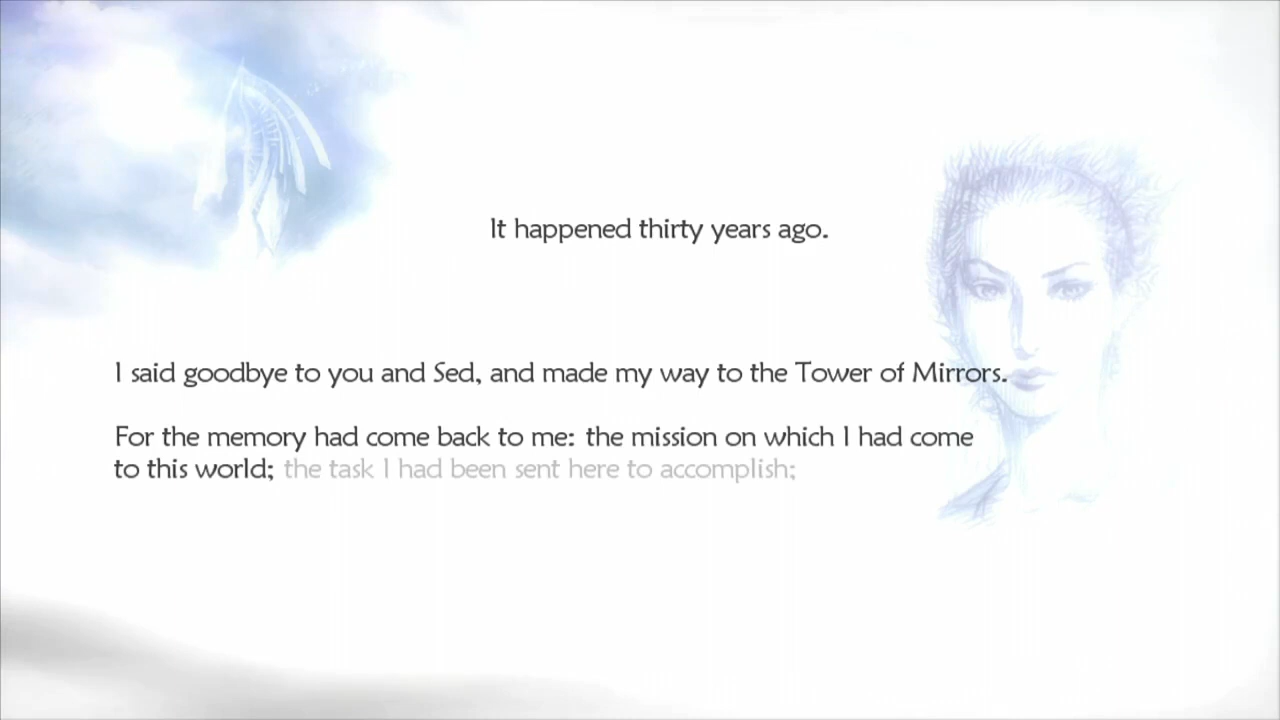 It happened thirty years ago.
I said goodbye to you and Sed, and made my way to the Tower of Mirrors.
For the memory had come back to me: the mission on which I had come
to this world; the task I had been sent here to accomplish;